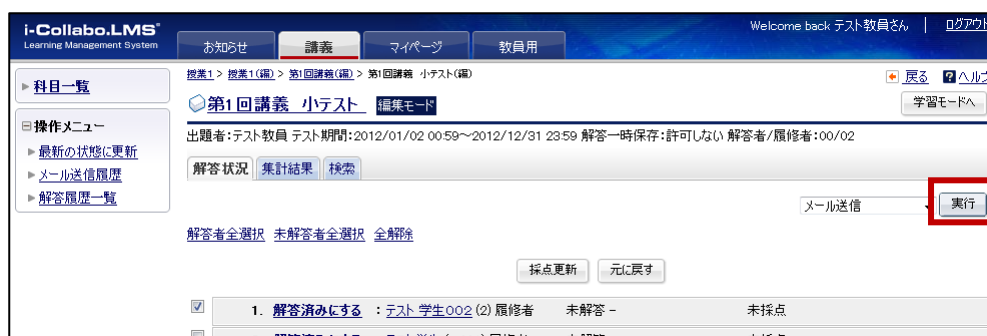 i-Collabo.LMS®
Learning Management System
Welcome back テスト教員さん | ログアウト
お知らせ 講義 マイページ 教員用
科目一覧
操作メニュー
最新の状態に更新
メール送信履歴
解答履歴一覧
授業1 > 授業1(編) > 第1回講義(編) > 第1回講義 小テスト(編)
戻る ヘルプ
第1回講義 小テスト 編集モード
学習モードへ
出題者:テスト教員 テスト期間:2012/01/02 00:59~2012/12/31 23:59 解答一時保存:許可しない 解答者/履修者:00/02
解答状況 集計結果 検索
メール送信 実行
解答者全選択 未解答者全選択 全解除
採点更新 元に戻す
1. 解答済みにする :テスト 学生002 (2) 履修者 未解答 - 未採点